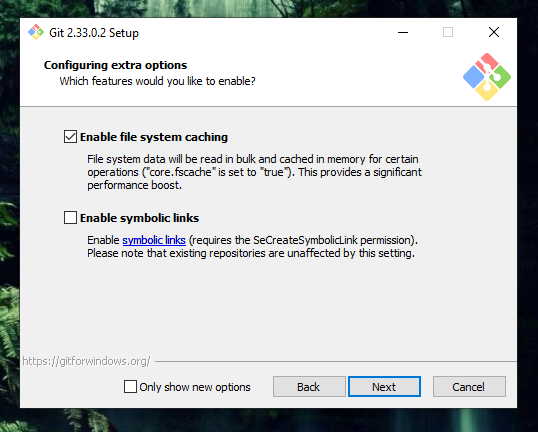 Git 2.33.0.2 Setup
Configuring extra options
Which features would you like to enable?
Enable file system caching
File system data will be read in bulk and cached in memory for certain
operations ("core.fscache" is set to "true"). This provides a significant
performance boost.
Enable symbolic links
Enable symbolic links (requires the SeCreateSymbolicLink permission).
Please note that existing repositories are unaffected by this setting.
https://gitforwindows.org/
Only show new options
Back
Next
Cancel